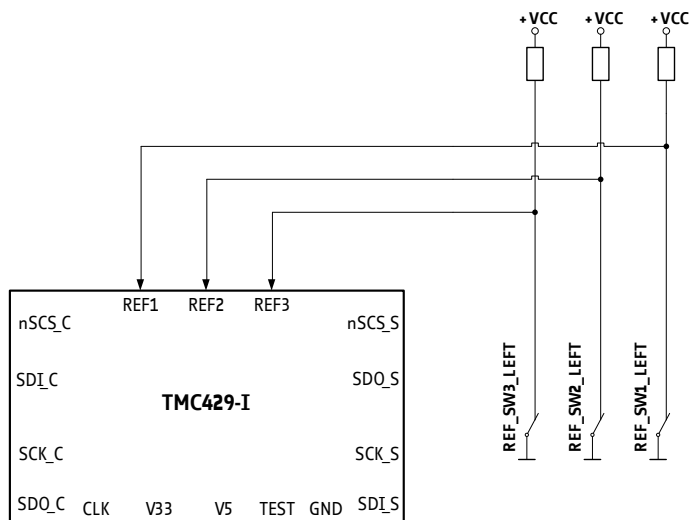 +VCC +VCC +VCC
REF1 REF2 REF3
nSCS_C nSCS_S
SDI_C SDO_S
TMC429-I
SCK_C SCK_S
SDO_C CLK V33 V5 TEST GND SDI_S
REF_SW3_LEFT
REF_SW2_LEFT
REF_SW1_LEFT